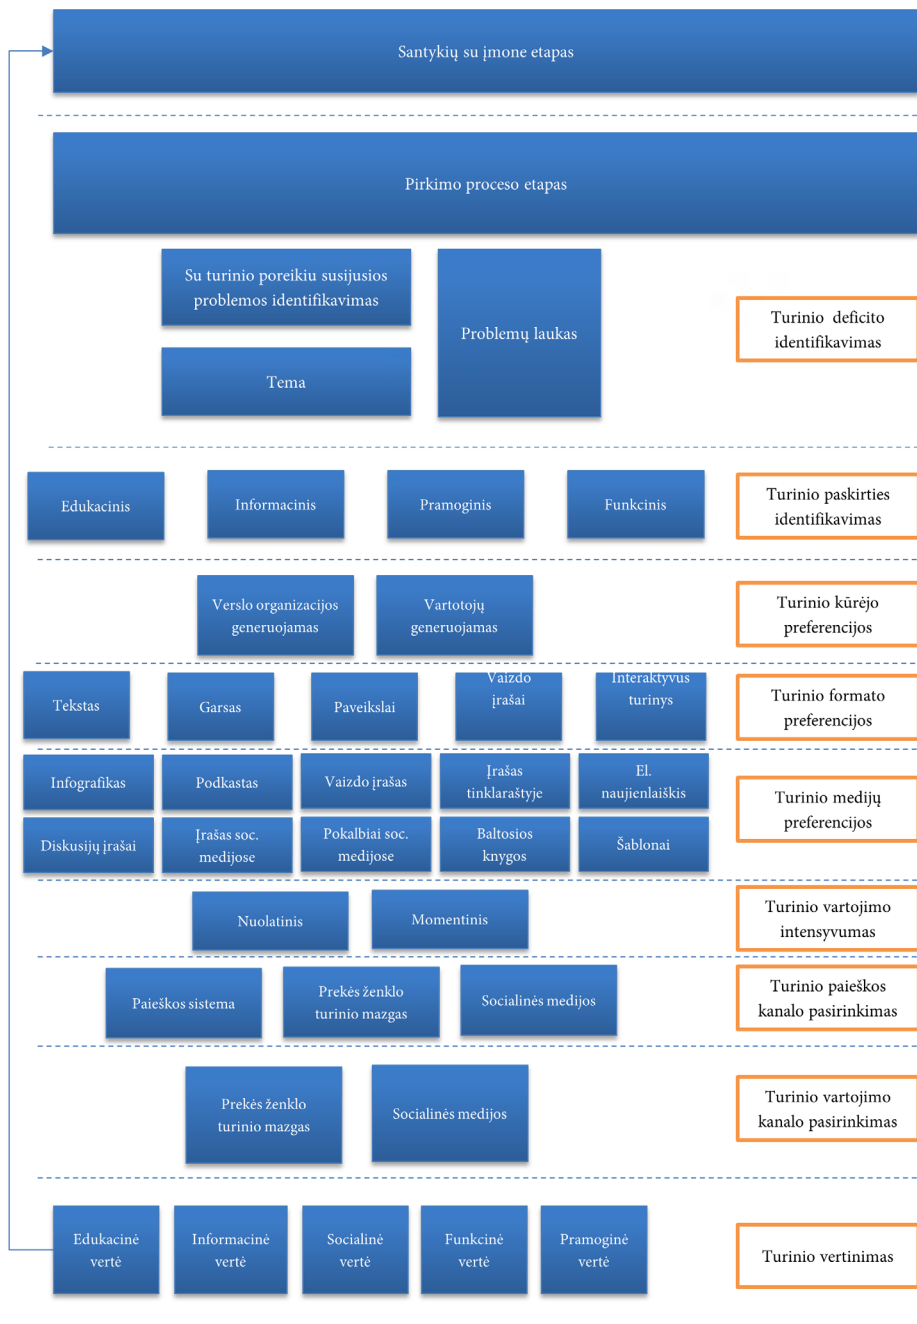 Santykių su įmone etapas
Pirkimo proceso etapas
Su turinio poreikiu susijusios
problemos identifikavimas
Problemų laukas
Tema
Turinio deficito
identifikavimas
Edukacinis
Informacinis
Pramoginis
Funkcinis
Turinio paskirties
identifikavimas
Verslo organizacijos
generuojamas
Vartotojų
generuojamas
Turinio kūrėjo
preferencijos
Tekstas
Garsas
Paveikslai
Vaizdo
įrašai
Interaktyvus
turinys
Turinio formato
preferencijos
Infografikas
Podkastas
Vaizdo įrašas
Įrašas
tinklaraštyje
El.
naujienlaiškis
Diskusijų įrašai
Įrašas soc.
medijose
Pokalbiai soc.
medijose
Baltosios
knygos
Šablonai
Turinio medijų
preferencijos
Nuolatinis
Momentinis
Turinio vartojimo
intensyvumas
Paieškos sistema
Prekės ženklo
turinio mazgas
Socialinės medijos
Turinio paieškos
kanalo pasirinkimas
Prekės ženklo
turinio mazgas
Socialinės medijos
Turinio vartojimo
kanalo pasirinkimas
Edukacinė
vertė
Informacinė
vertė
Socialinė
vertė
Funkcinė
vertė
Pramoginė
vertė
Turinio vertinimas